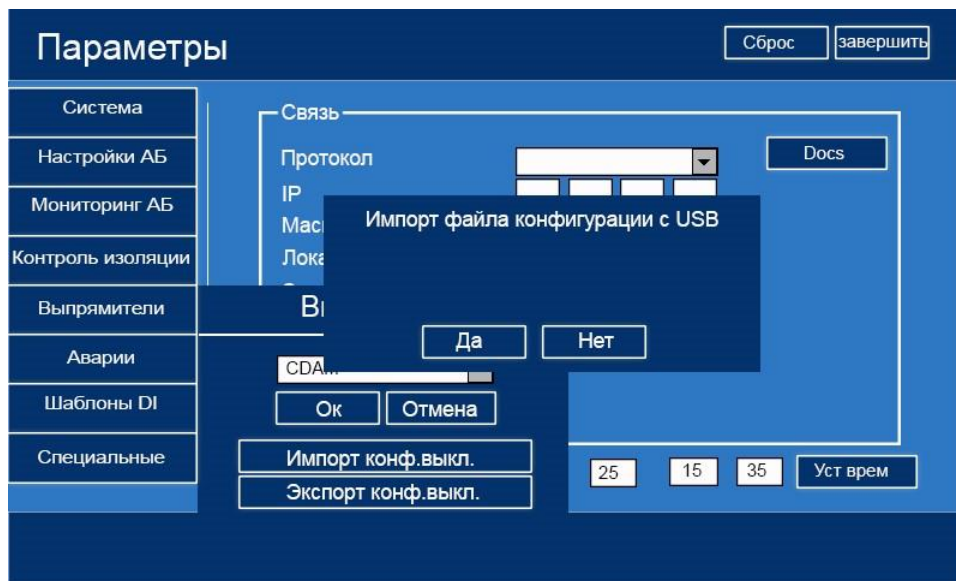 Параметры
Сброс
завершить
Система
Настройки АБ
Мониторинг АБ
Контроль изоляции
Выпрямители
Аварии
Шаблоны DI
Специальные
Связь
Протокол
Docs
IP
Импорт файла конфигурации с USB
Да
Нет
Ок
Отмена
Импорт конф.выкл.
Экспорт конф.выкл.
25
15
35
Уст врем